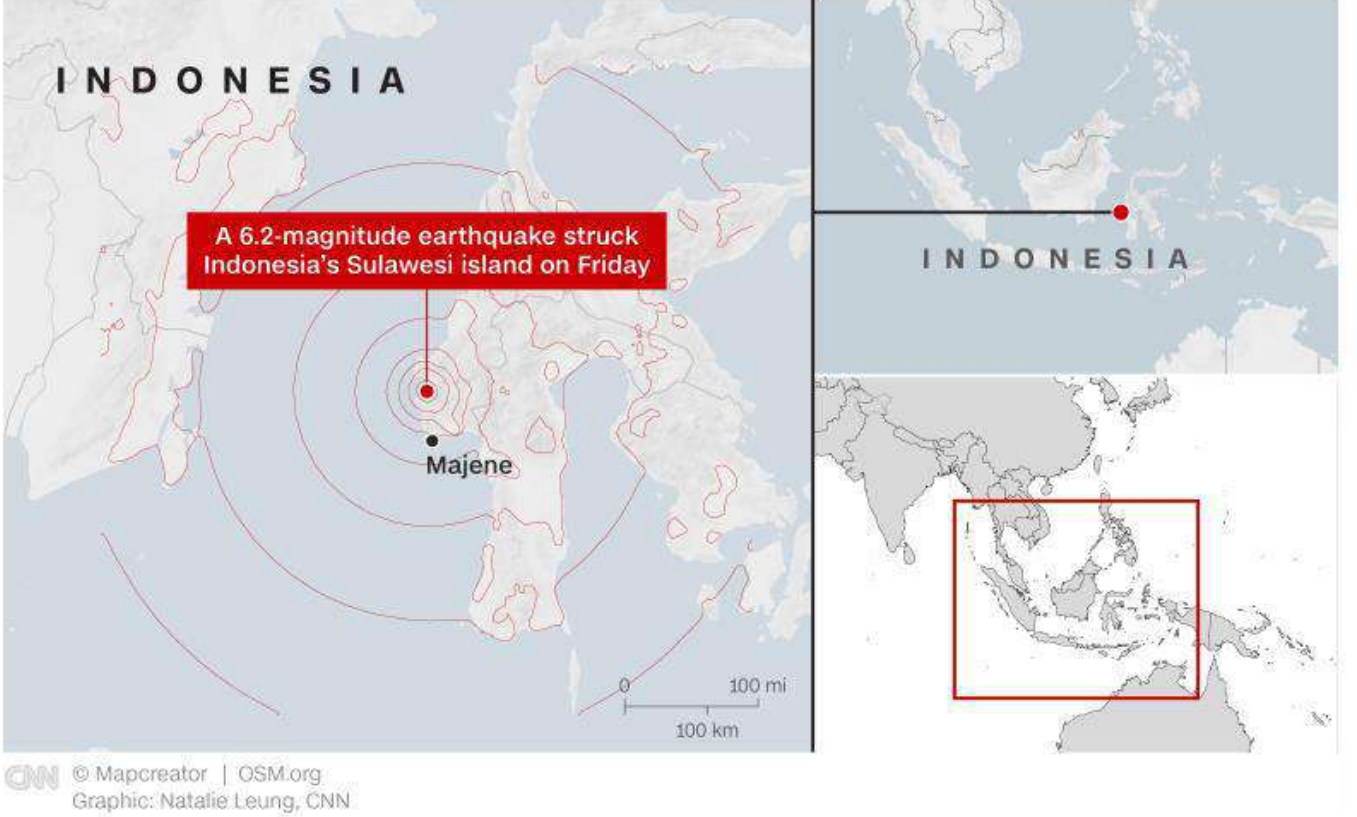 INDONESIA
A 6.2-magnitude earthquake struck
Indonesia's Sulawesi island on Friday
Majene
0 100 mi
100 km
INDONESIA
CNN © Mapcreator | OSM.org
Graphic: Natalie Leung, CNN